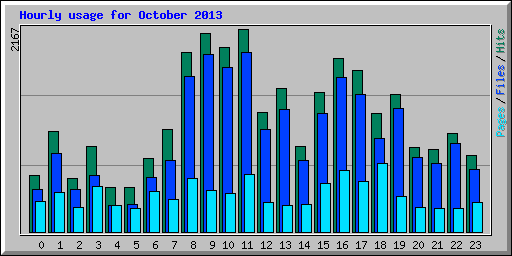 Hourly usage for October 2013
2167
Pages / Files / Hits
0 1 2 3 4 5 6 7 8 9 10 11 12 13 14 15 16 17 18 19 20 21 22 23